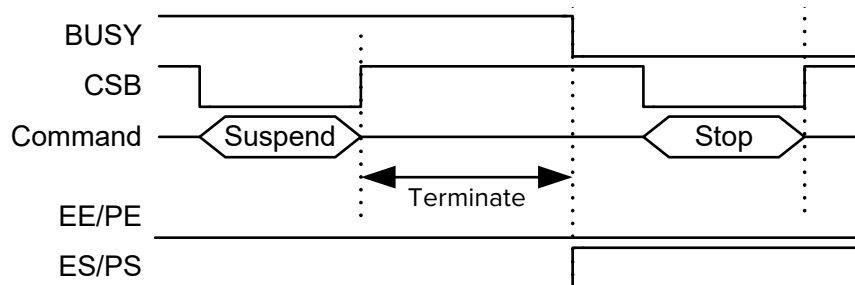 BUSY
CSB
Command Suspend Stop
Terminate
EE/PE
ES/PS